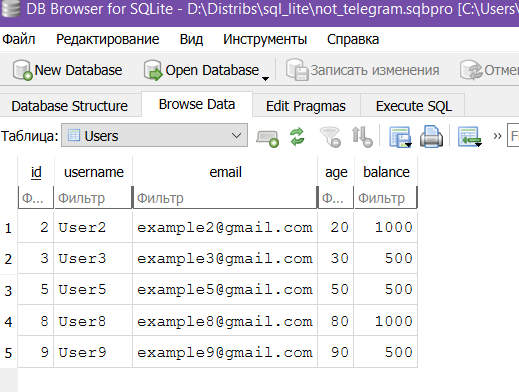 DB Browser for SQLite - D:\Distribs\sql_lite\not_telegram.sqbpro [C:\Users\
Файл Редактирование Вид Инструменты Справка
New Database Open Database Записать изменения Отме
Database Structure Browse Data Edit Pragmas Execute SQL
Таблица: Users » F
id username email age balance
Ф... Фильтр Фильтр Ф... Фильтр
1 2 User2 example2@gmail.com 20 1000
2 3 User3 example3@gmail.com 30 500
3 5 User5 example5@gmail.com 50 500
4 8 User8 example8@gmail.com 80 1000
5 9 User9 example9@gmail.com 90 500